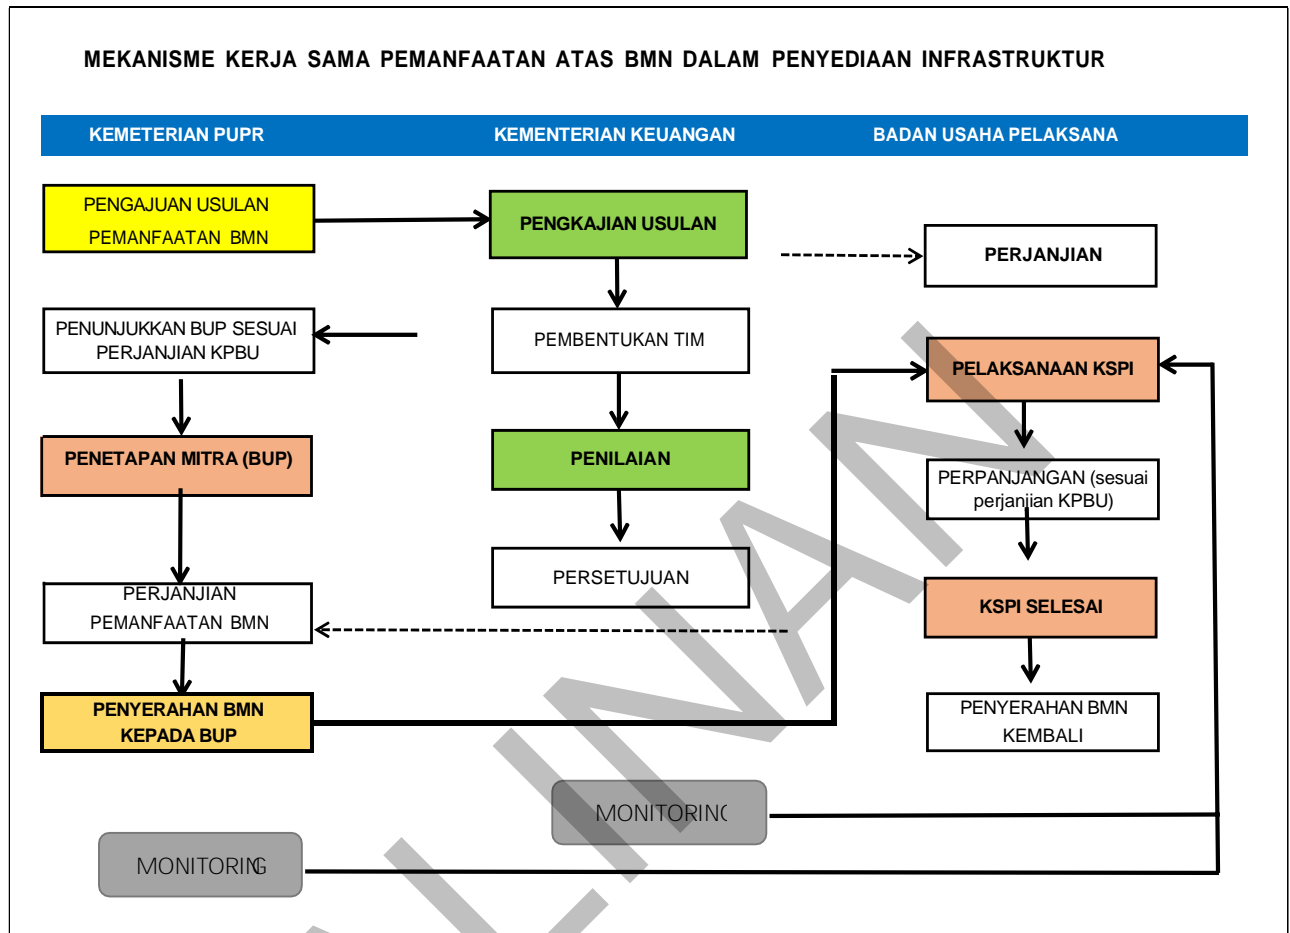 MEKANISME KERJA SAMA PEMANFAATAN ATAS BMN DALAM PENYEDIAAN INFRASTRUKTUR
KEMETERIAN PUPR
KEMENTERIAN KEUANGAN
BADAN USAHA PELAKSANA
PENGAJUAN USULAN
PEMANFAATAN BMN
PENGKAJIAN USULAN
PERJANJIAN
PENUNJUKKAN BUP SESUAI
PERJANJIAN KPBU
PEMBENTUKAN TIM
PELAKSANAAN KSPI
PENETAPAN MITRA (BUP)
PENILAIAN
PERPANJANGAN (sesuai
perjanjian KPBU)
PERSETUJUAN
PERJANJIAN
PEMANFAATAN BMN
KSPI SELESAI
PENYERAHAN BMN
KEPADA BUP
PENYERAHAN BMN
KEMBALI
MONITORING
MONITORING
LINAN